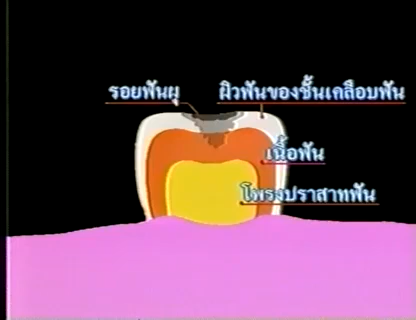 รอยฟันผุ
ผิวฟันของชั้นเคลือบฟัน
เนื้อฟัน
โพรงปราสาทฟัน